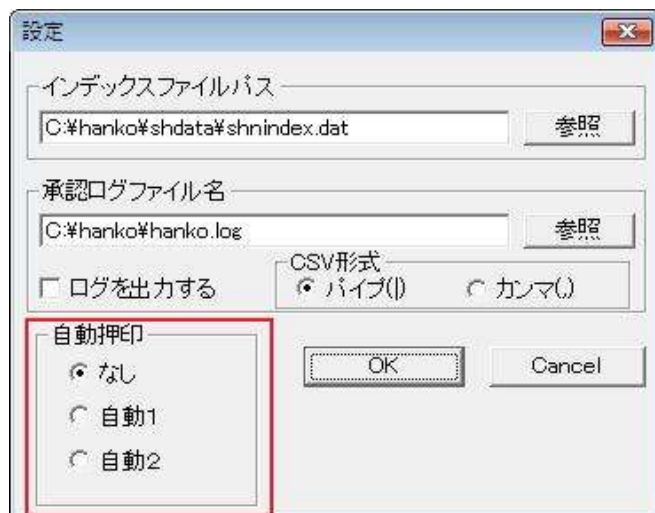 設定
インデックスファイルパス
C:¥hanko¥shdata¥shnindex.dat
参照
承認ログファイル名
C:¥hanko¥hanko.log
参照
ログを出力する
CSV形式
パイプ(|)
カンマ(,)
自動押印
なし
自動1
自動2
OK
Cancel